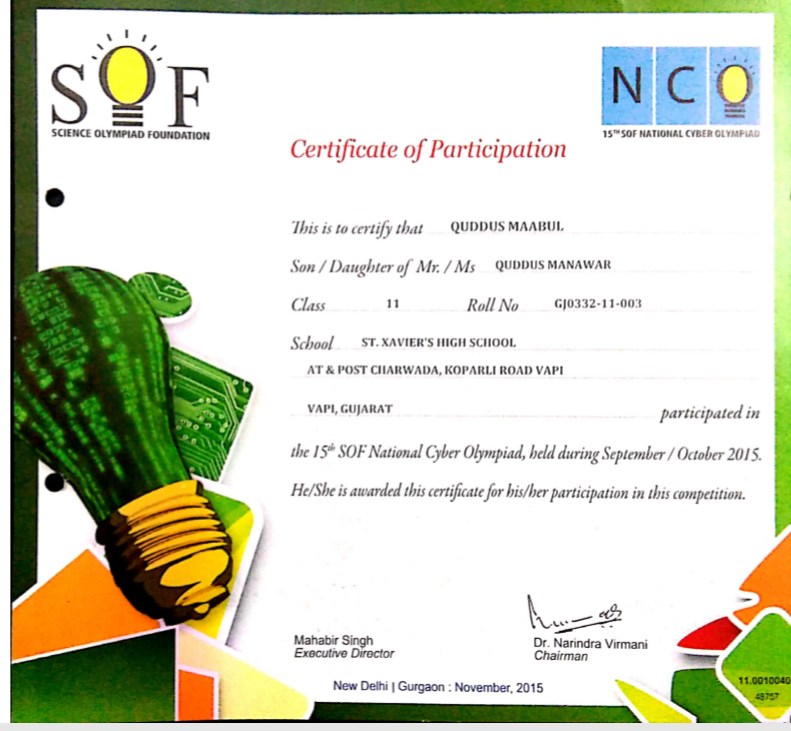 SOF
SCIENCE OLYMPIAD FOUNDATION
NCO
15TH SOF NATIONAL CYBER OLYMPIAD
Certificate of Participation
This is to certify that QUDDUS MAABUL
Son / Daughter of Mr. / Ms QUDDUS MANAWAR
Class 11 Roll No GJ0332-11-003
School ST. XAVIER'S HIGH SCHOOL
AT & POST CHARWADA, KOPARLI ROAD VAPI
VAPI, GUJARAT participated in
the 15th SOF National Cyber Olympiad, held during September / October 2015.
He/She is awarded this certificate for his/her participation in this competition.
Mahabir Singh
Executive Director
Dr. Narindra Virmani
Chairman
New Delhi | Gurgaon : November, 2015
11.0010040
48757